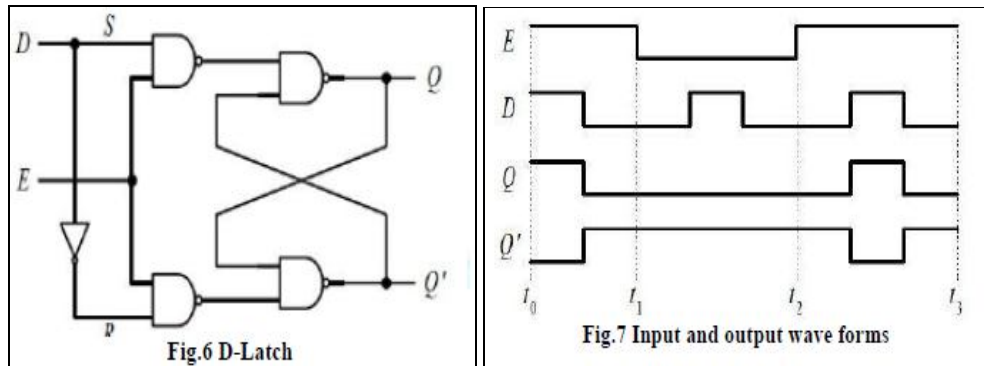 D
S
Q
E
Q'
R
Fig.6 D-Latch
E
D
Q
Q'
t0 t1 t2 t3
Fig.7 Input and output wave forms